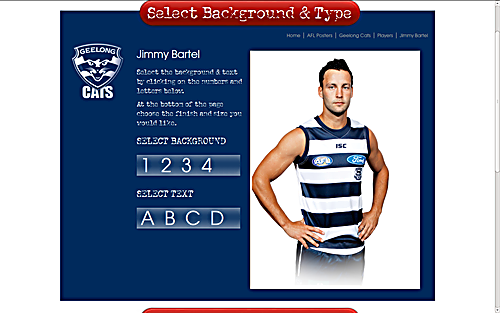 Select Background & Type
Home | AFL Posters | Geelong Cats | Players | Jimmy Bartel
GEELONG
CATS
Jimmy Bartel
Select the background & text
by clicking on the numbers and
letters below.
At the bottom of the page
choose the finish and size you
would like.
SELECT BACKGROUND
1 2 3 4
SELECT TEXT
A B C D
ISC
AFL
Ford